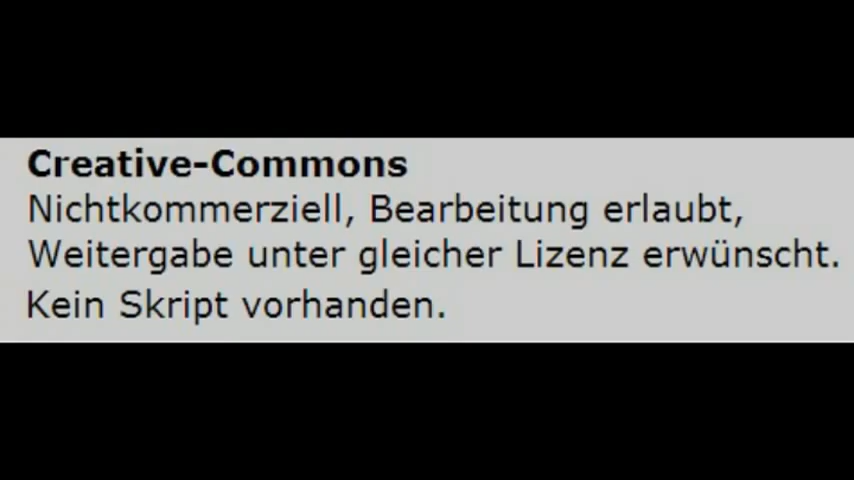 Creative-Commons
Nichtkommerziell, Bearbeitung erlaubt,
Weitergabe unter gleicher Lizenz erwünscht.
Kein Skript vorhanden.